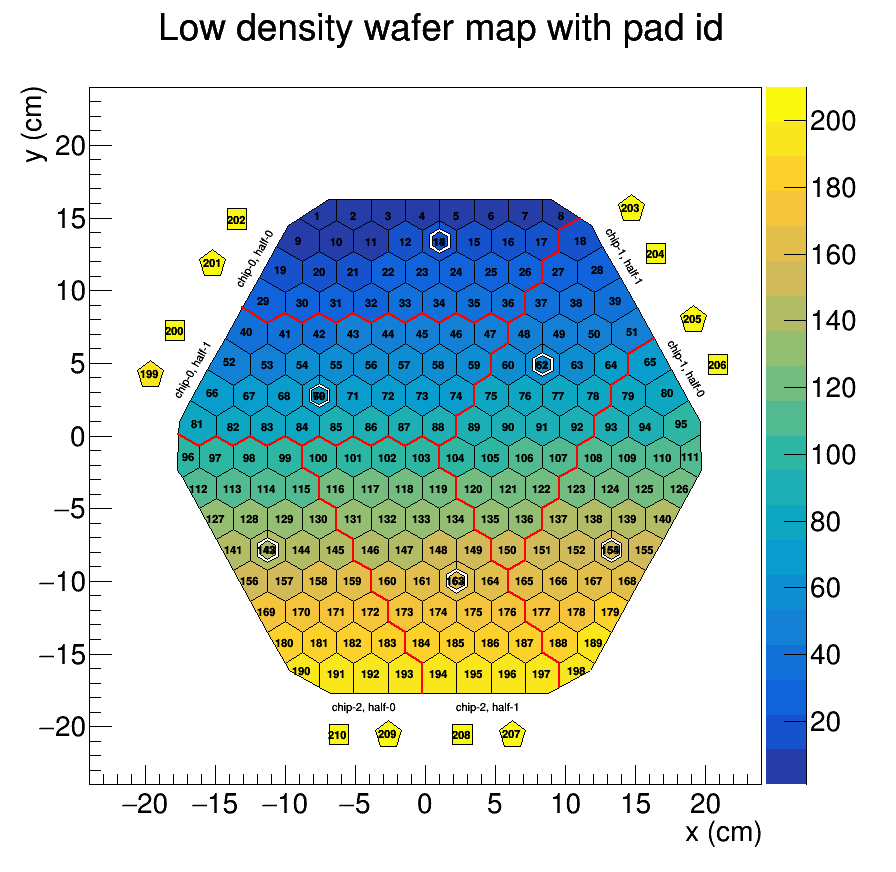 Low density wafer map with pad id
y (cm)
20
15
10
5
0
−5
−10
−15
−20
202
201
200
199
chip-0, half-0
chip-0, half-1
203
204
205
206
chip-1, half-1
chip-1, half-0
1 2 3 4 5 6 7 8
9 10 11 12 14 15 16 17 18
19 20 21 22 23 24 25 26 27 28
29 30 31 32 33 34 35 36 37 38 39
40 41 42 43 44 45 46 47 48 49 50 51
52 53 54 55 56 57 58 59 60 62 63 64 65
66 67 68 71 72 73 74 75 76 77 78 79 80
81 82 83 84 85 86 87 88 89 90 91 92 93 94 95
96 97 98 99 100 101 102 103 104 105 106 107 108 109 110 111
112 113 114 115 116 117 118 119 120 121 122 123 124 125 126
127 128 129 130 131 132 133 134 135 136 137 138 139 140
141 143 144 145 146 147 148 149 150 151 152 155
156 157 158 159 160 161 164 165 166 167 168
169 170 171 172 173 174 175 176 177 178 179
180 181 182 183 184 185 186 187 188 189
190 191 192 193 194 195 196 197 198
chip-2, half-0
chip-2, half-1
210 209 208 207
−20 −15 −10 −5 0 5 10 15 20
x (cm)
200
180
160
140
120
100
80
60
40
20